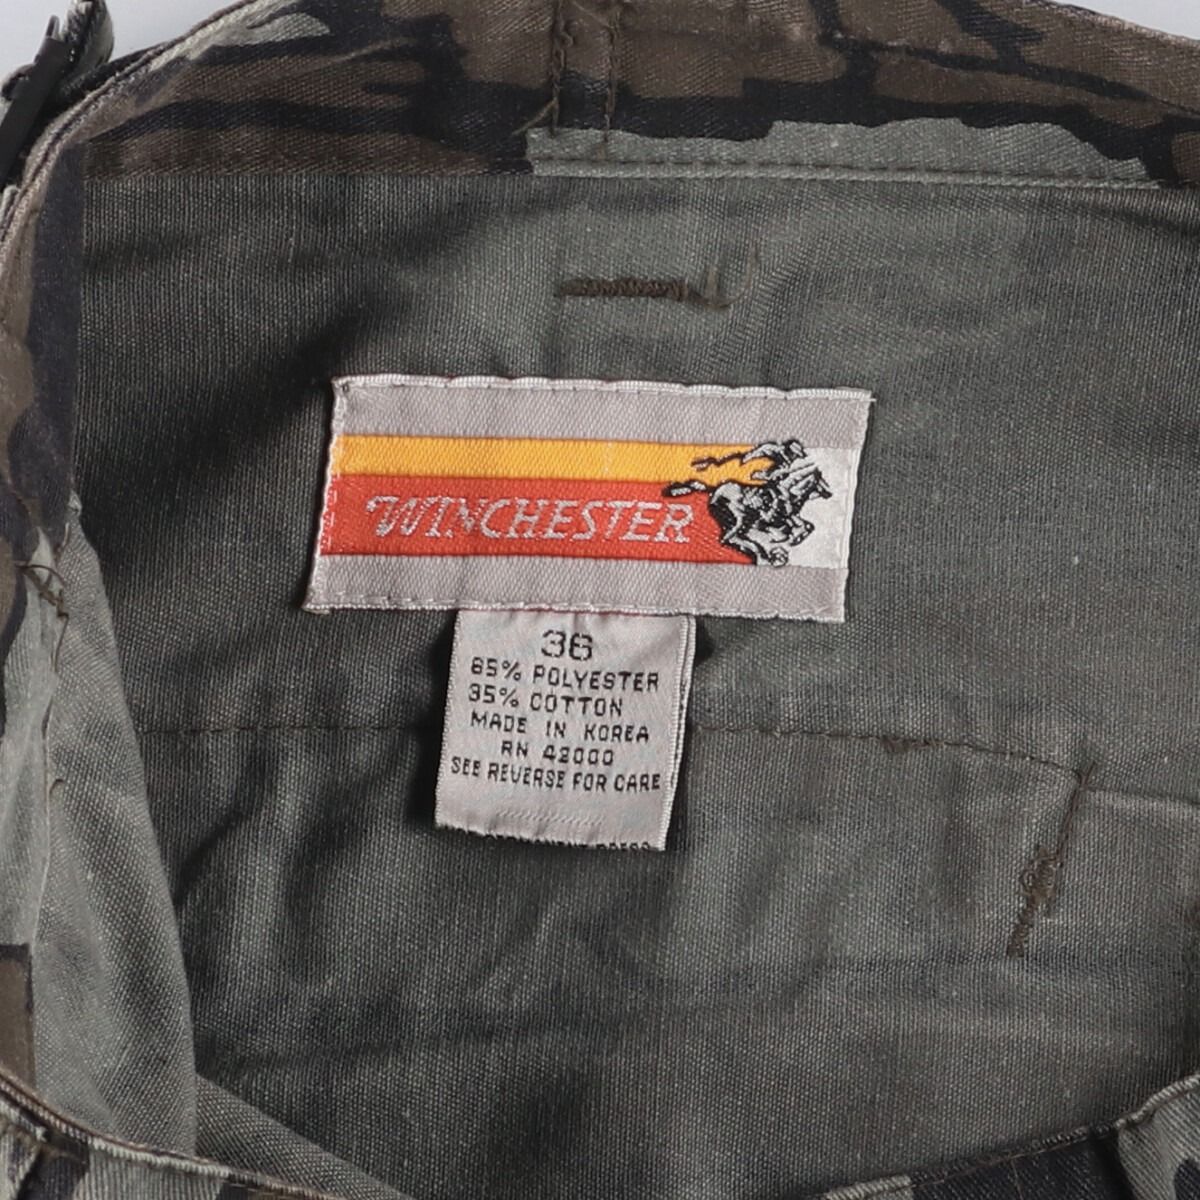 WINCHESTER
36
65% POLYESTER
35% COTTON
MADE IN KOREA
RN 42000
SEE REVERSE FOR CARE